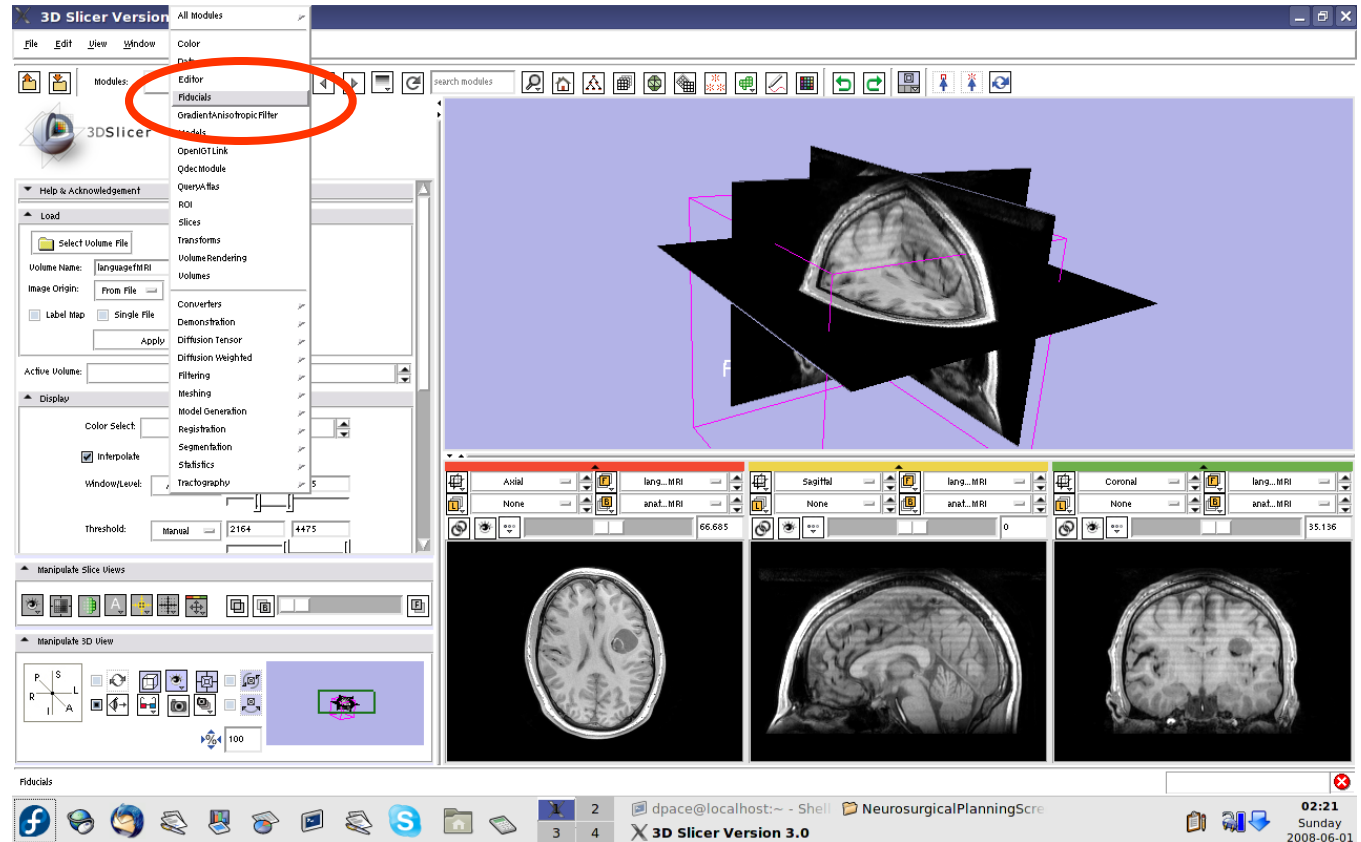 3D Slicer Version
File Edit View Window
Modules:
search modules
3DSlicer
All Modules
Color
Editor
Fiducials
GradientAnisotropicFilter
Models
OpenIGTLink
QdecModule
QueryAtlas
ROI
Slices
Transforms
VolumeRendering
Volumes
Converters
Demonstration
Diffusion Tensor
Diffusion Weighted
Filtering
Meshing
Model Generation
Registration
Segmentation
Statistics
Tractography
Help & Acknowledgement
Load
Select Volume File
Volume Name: languagefMRI
Image Origin: From File
Label Map Single File
Apply
Active Volume:
Display
Color Select:
Interpolate
Window/Level: 5
Threshold: Manual 2164 4475
Manipulate Slice Views
Manipulate 3D View
P S
R L
I A
100
Axial lang...MRI
None anat...MRI
66.685
Sagittal lang...MRI
None anat...MRI
0
Coronal lang...MRI
None anat...MRI
35.136
Fiducials
1 2
3 4
dpace@localhost:~ - Shell
NeurosurgicalPlanningScre
3D Slicer Version 3.0
02:21
Sunday
2008-06-01